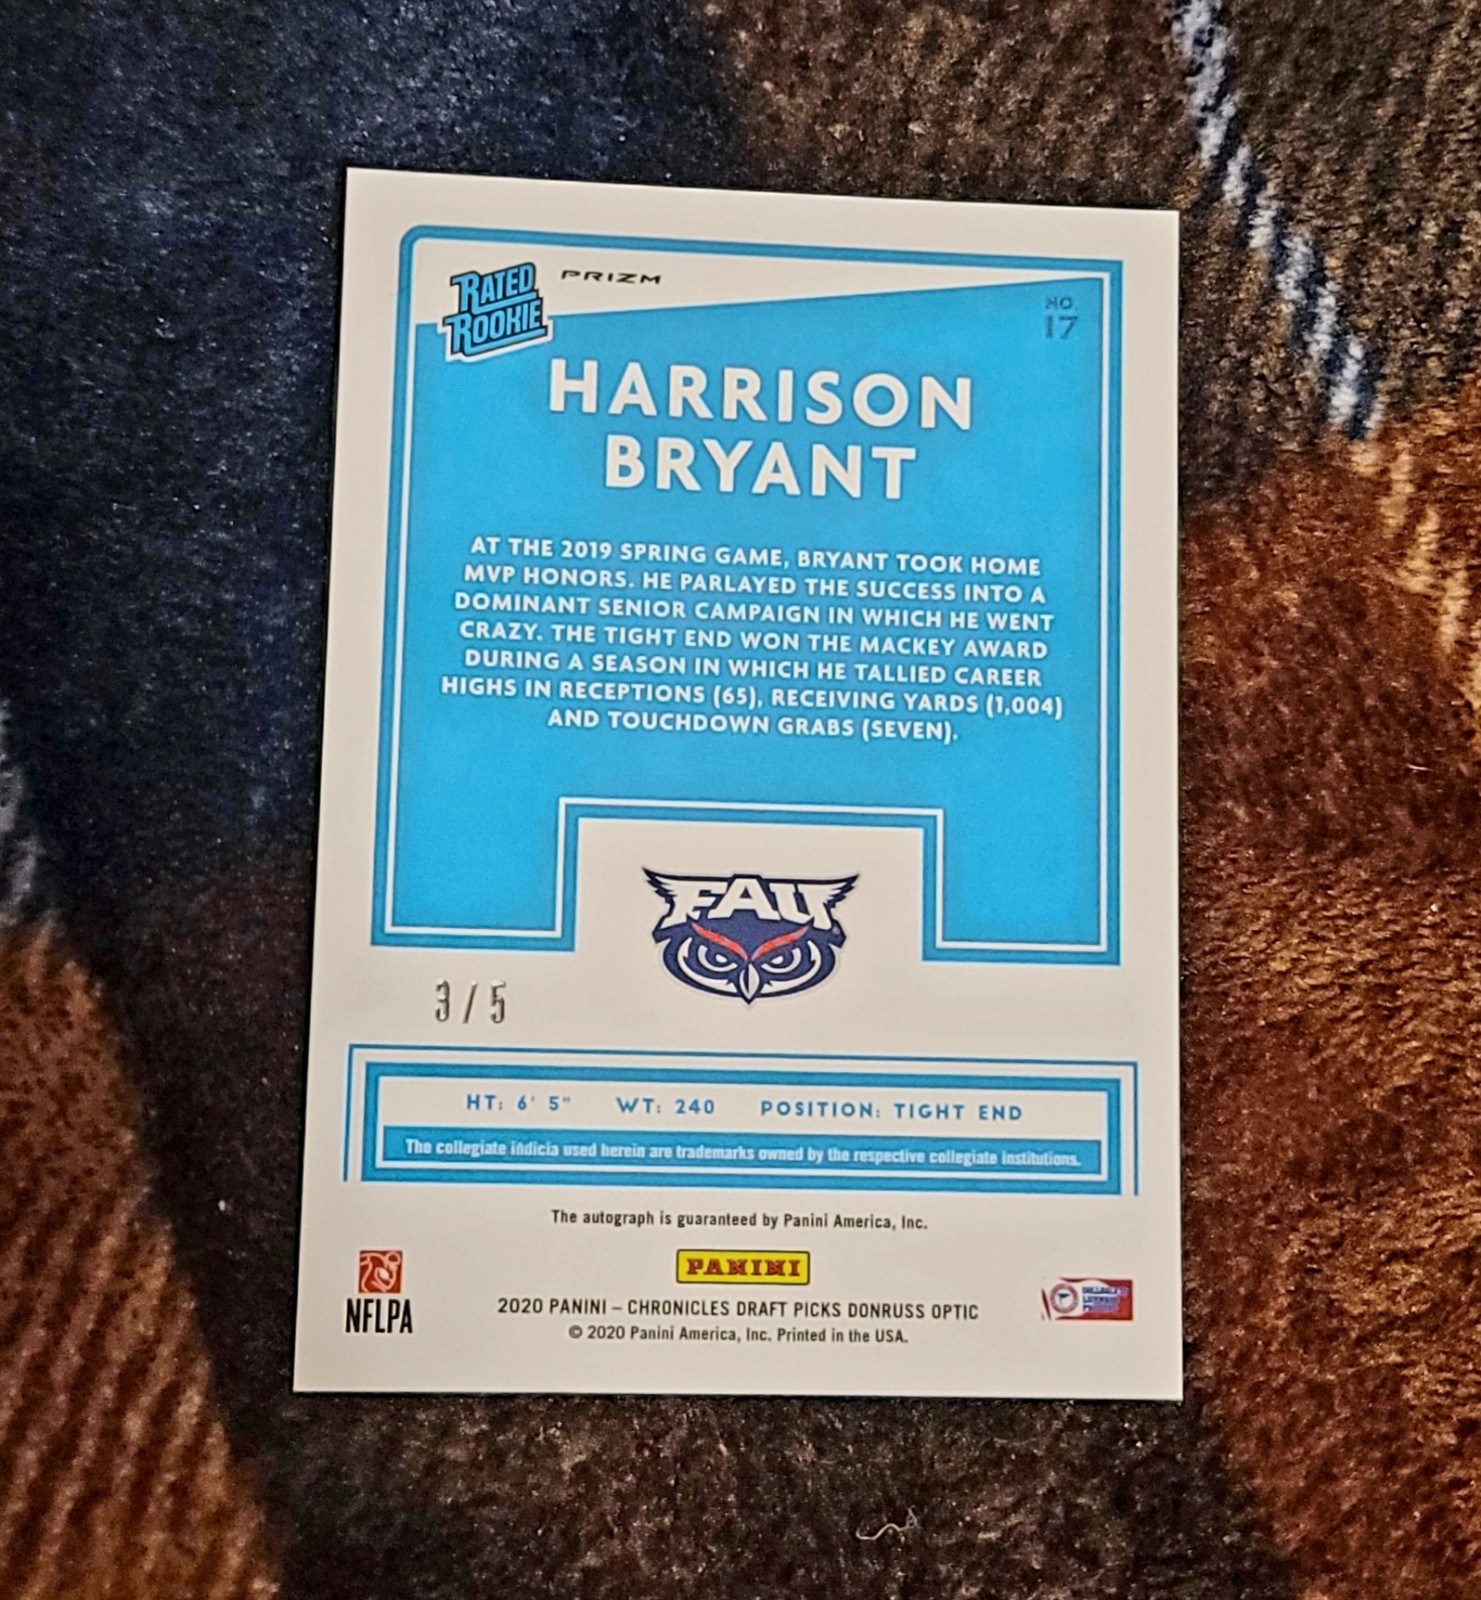 RATED
ROOKIE
PRIZM
NO.
17
HARRISON
BRYANT
AT THE 2019 SPRING GAME, BRYANT TOOK HOME
MVP HONORS. HE PARLAYED THE SUCCESS INTO A
DOMINANT SENIOR CAMPAIGN IN WHICH HE WENT
CRAZY. THE TIGHT END WON THE MACKEY AWARD
DURING A SEASON IN WHICH HE TALLIED CAREER
HIGHS IN RECEPTIONS (65), RECEIVING YARDS (1,004)
AND TOUCHDOWN GRABS (SEVEN).
FAU
3 / 5
HT: 6' 5" WT: 240 POSITION: TIGHT END
The collegiate indicia used herein are trademarks owned by the respective collegiate institutions.
The autograph is guaranteed by Panini America, Inc.
PANINI
NFLPA
2020 PANINI – CHRONICLES DRAFT PICKS DONRUSS OPTIC
© 2020 Panini America, Inc. Printed in the USA.